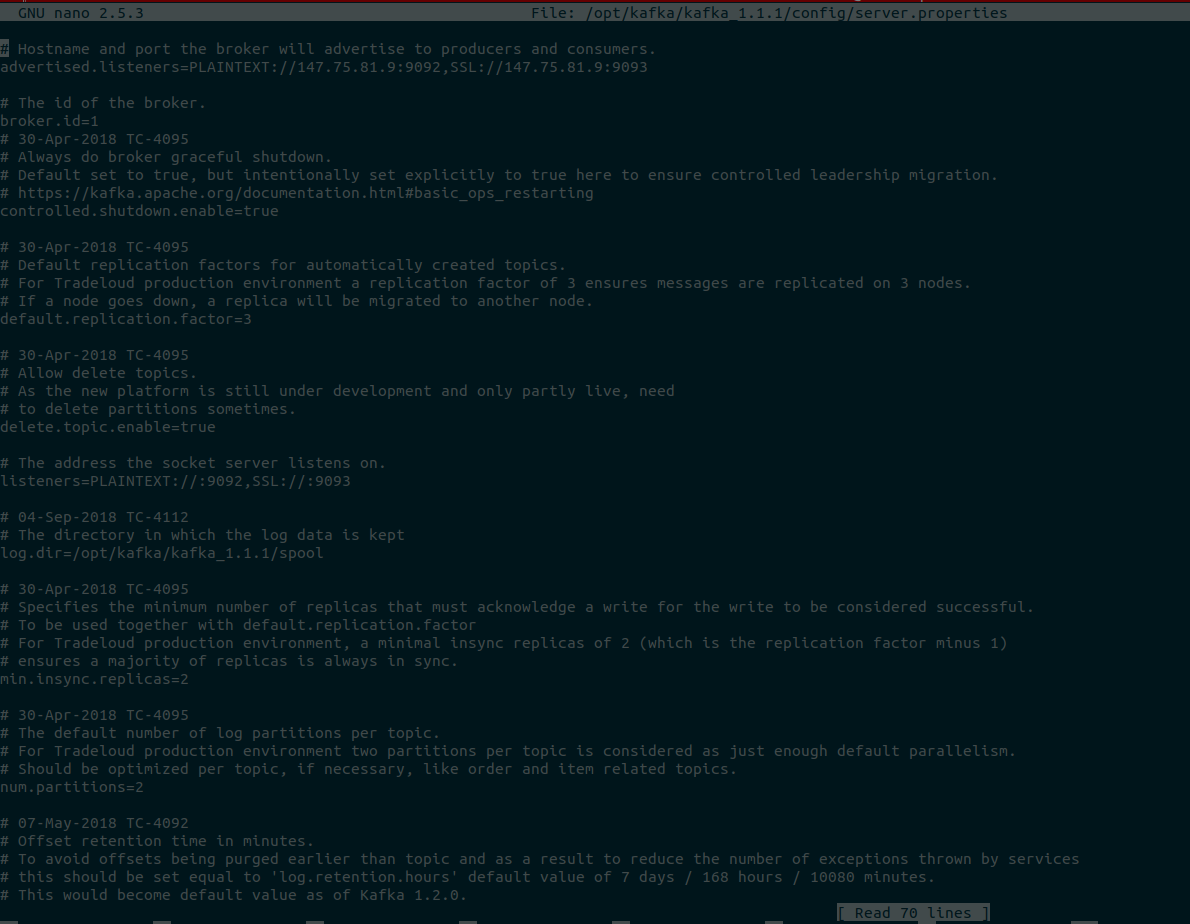 GNU nano 2.5.3 File: /opt/kafka/kafka_1.1.1/config/server.properties
# Hostname and port the broker will advertise to producers and consumers.
advertised.listeners=PLAINTEXT://147.75.81.9:9092,SSL://147.75.81.9:9093
# The id of the broker.
broker.id=1
# 30-Apr-2018 TC-4095
# Always do broker graceful shutdown.
# Default set to true, but intentionally set explicitly to true here to ensure controlled leadership migration.
# https://kafka.apache.org/documentation.html#basic_ops_restarting
controlled.shutdown.enable=true
# 30-Apr-2018 TC-4095
# Default replication factors for automatically created topics.
# For Tradeloud production environment a replication factor of 3 ensures messages are replicated on 3 nodes.
# If a node goes down, a replica will be migrated to another node.
default.replication.factor=3
# 30-Apr-2018 TC-4095
# Allow delete topics.
# As the new platform is still under development and only partly live, need
# to delete partitions sometimes.
delete.topic.enable=true
# The address the socket server listens on.
listeners=PLAINTEXT://:9092,SSL://:9093
# 04-Sep-2018 TC-4112
# The directory in which the log data is kept
log.dir=/opt/kafka/kafka_1.1.1/spool
# 30-Apr-2018 TC-4095
# Specifies the minimum number of replicas that must acknowledge a write for the write to be considered successful.
# To be used together with default.replication.factor
# For Tradeloud production environment, a minimal insync replicas of 2 (which is the replication factor minus 1)
# ensures a majority of replicas is always in sync.
min.insync.replicas=2
# 30-Apr-2018 TC-4095
# The default number of log partitions per topic.
# For Tradeloud production environment two partitions per topic is considered as just enough default parallelism.
# Should be optimized per topic, if necessary, like order and item related topics.
num.partitions=2
# 07-May-2018 TC-4092
# Offset retention time in minutes.
# To avoid offsets being purged earlier than topic and as a result to reduce the number of exceptions thrown by services
# this should be set equal to 'log.retention.hours' default value of 7 days / 168 hours / 10080 minutes.
# This would become default value as of Kafka 1.2.0.
[ Read 70 lines ]